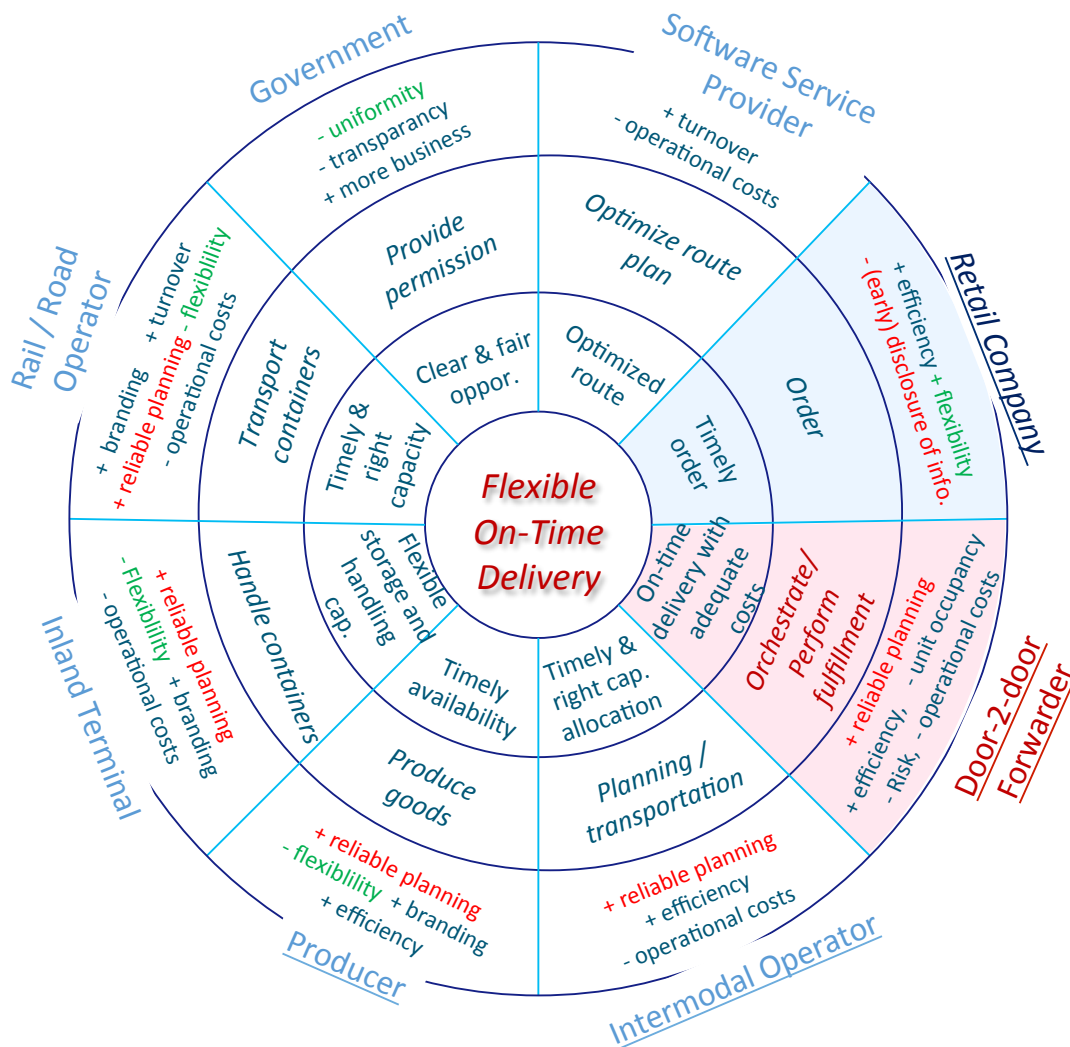 Flexible
On-Time
Delivery
Government
- uniformity
- transparancy
+ more business
Provide
permission
Clear & fair
oppor.
Software Service
Provider
+ turnover
- operational costs
Optimize route
plan
Optimized
route
Retail Company
+ efficiency + flexibility
- (early) disclosure of info.
Order
Timely
order
Door-2-door
Forwarder
+ reliable planning
+ efficiency, - unit occupancy
- Risk, - operational costs
Orchestrate/
Perform
fulfillment
On-time
delivery with
adequate
costs
Intermodal Operator
+ reliable planning
+ efficiency
- operational costs
Planning /
transportation
Timely &
right cap.
allocation
Producer
+ reliable planning
- flexiblility + branding
+ efficiency
Produce
goods
Timely
availability
Inland Terminal
+ reliable planning
- Flexiblility + branding
- operational costs
Handle containers
Flexible
storage and
handling
cap.
Rail / Road
Operator
+ branding + turnover
+ reliable planning - flexiblility
- operational costs
Transport
containers
Timely &
right
capacity